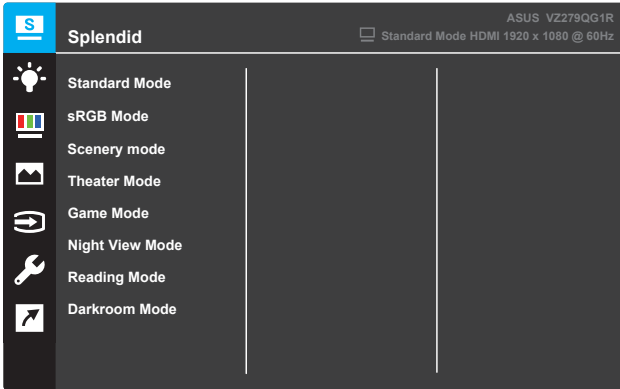 S
ASUS VZ279QG1R
Splendid
Standard Mode HDMI 1920 x 1080 @ 60Hz
Standard Mode
sRGB Mode
Scenery mode
Theater Mode
Game Mode
Night View Mode
Reading Mode
Darkroom Mode